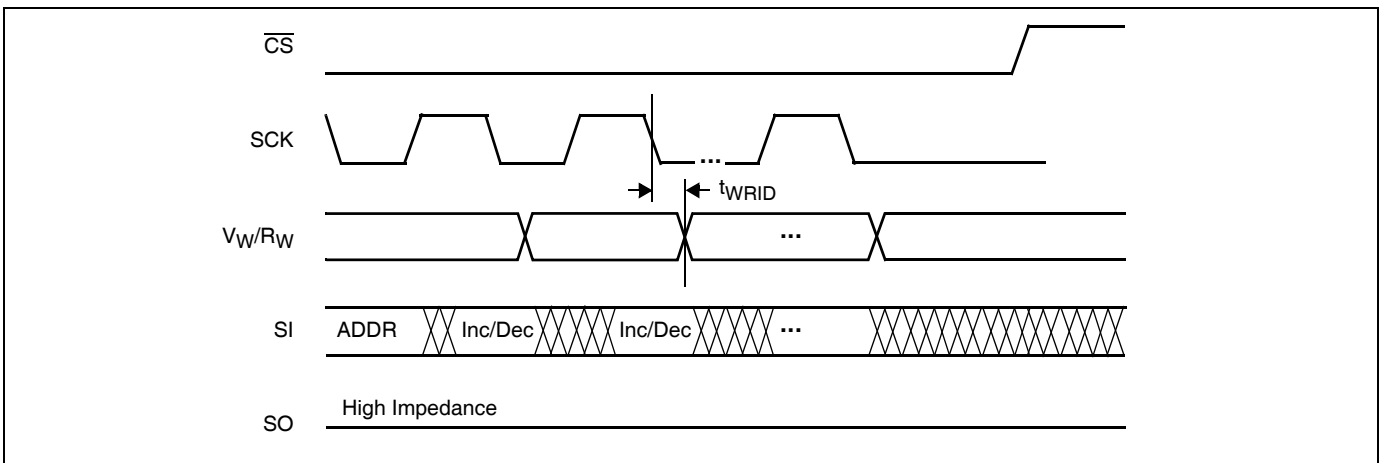 CS
SCK
...
tWRID
VW/RW
...
SI
ADDR
Inc/Dec
Inc/Dec
...
SO
High Impedance